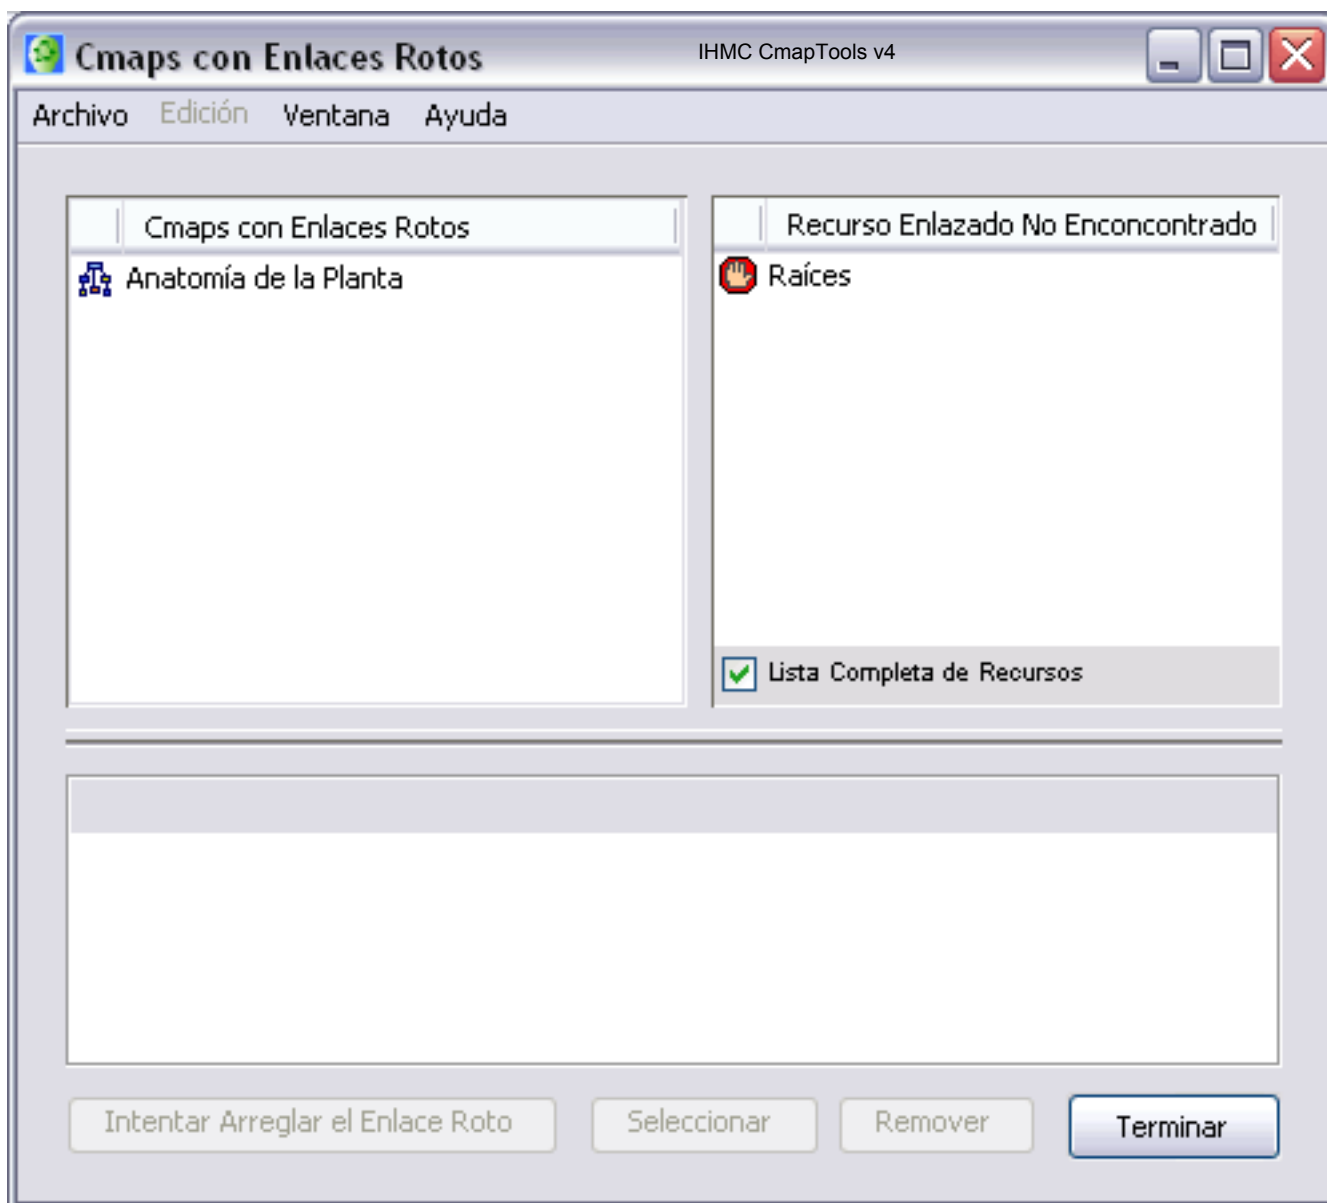 Cmaps con Enlaces Rotos IHMC CmapTools v4
Archivo Edición Ventana Ayuda
Cmaps con Enlaces Rotos
Anatomía de la Planta
Recurso Enlazado No Enconcontrado
Raíces
Lista Completa de Recursos
Intentar Arreglar el Enlace Roto Seleccionar Remover Terminar